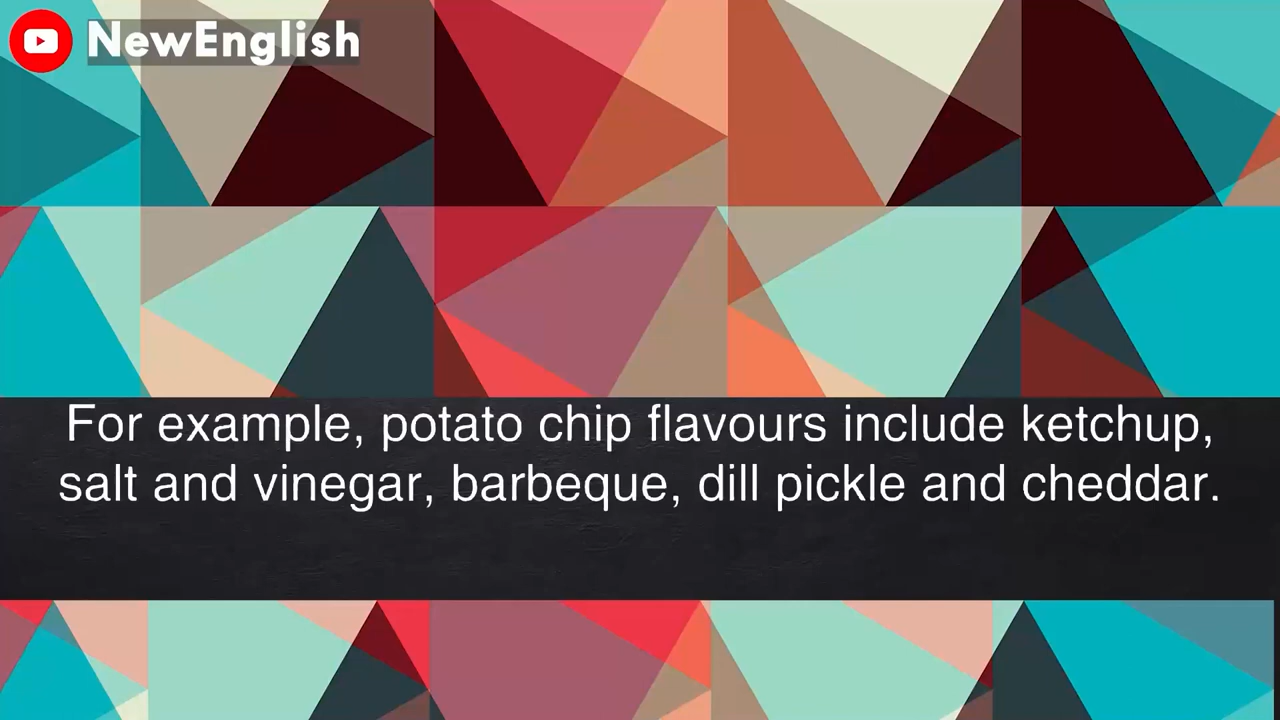 NewEnglish
For example, potato chip flavours include ketchup,
salt and vinegar, barbeque, dill pickle and cheddar.